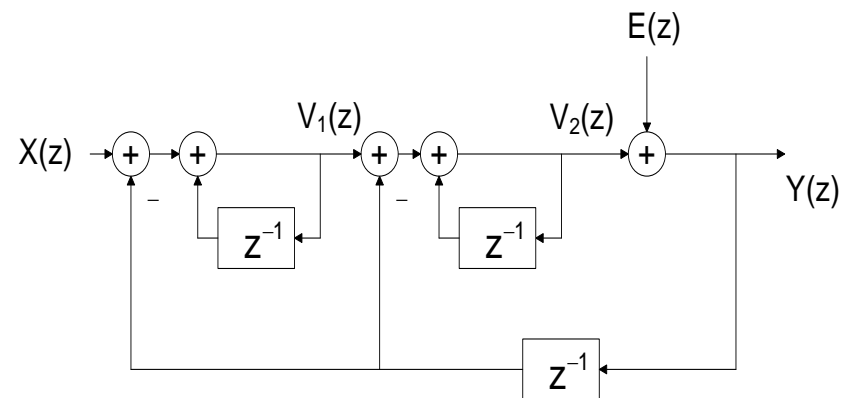 E(z)
V₁(z)
V₂(z)
X(z)
+
+
+
+
+
Y(z)
–
–
z⁻¹
z⁻¹
z⁻¹